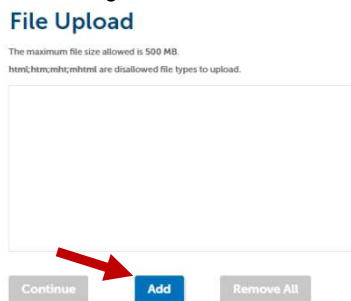 File Upload
The maximum file size allowed is 500 MB.
html;htm;mht;mhtml are disallowed file types to upload.
Continue Add Remove All